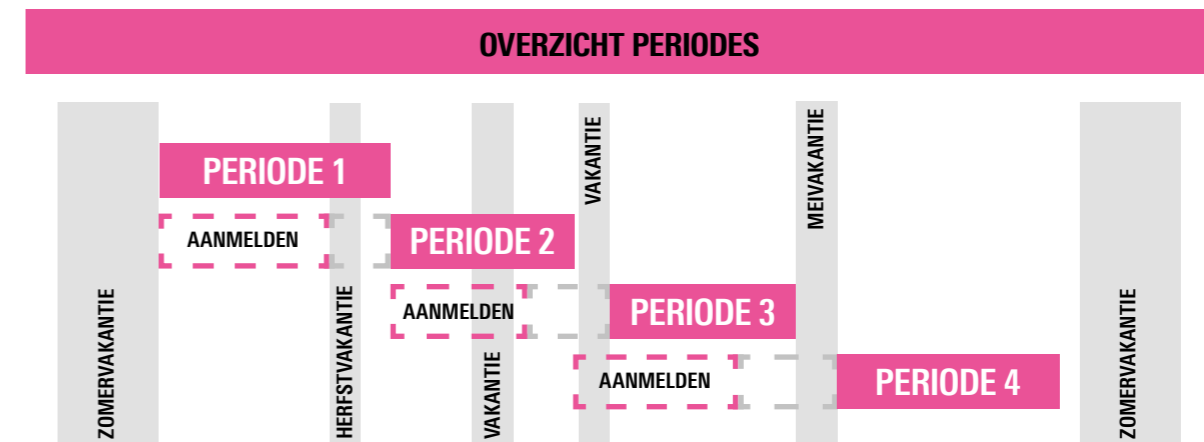 OVERZICHT PERIODES
PERIODE 1
AANMELDEN
PERIODE 2
AANMELDEN
PERIODE 3
AANMELDEN
PERIODE 4
ZOMERVAKANTIE
HERFSTVAKANTIE
VAKANTIE
VAKANTIE
MEIVAKANTIE
ZOMERVAKANTIE